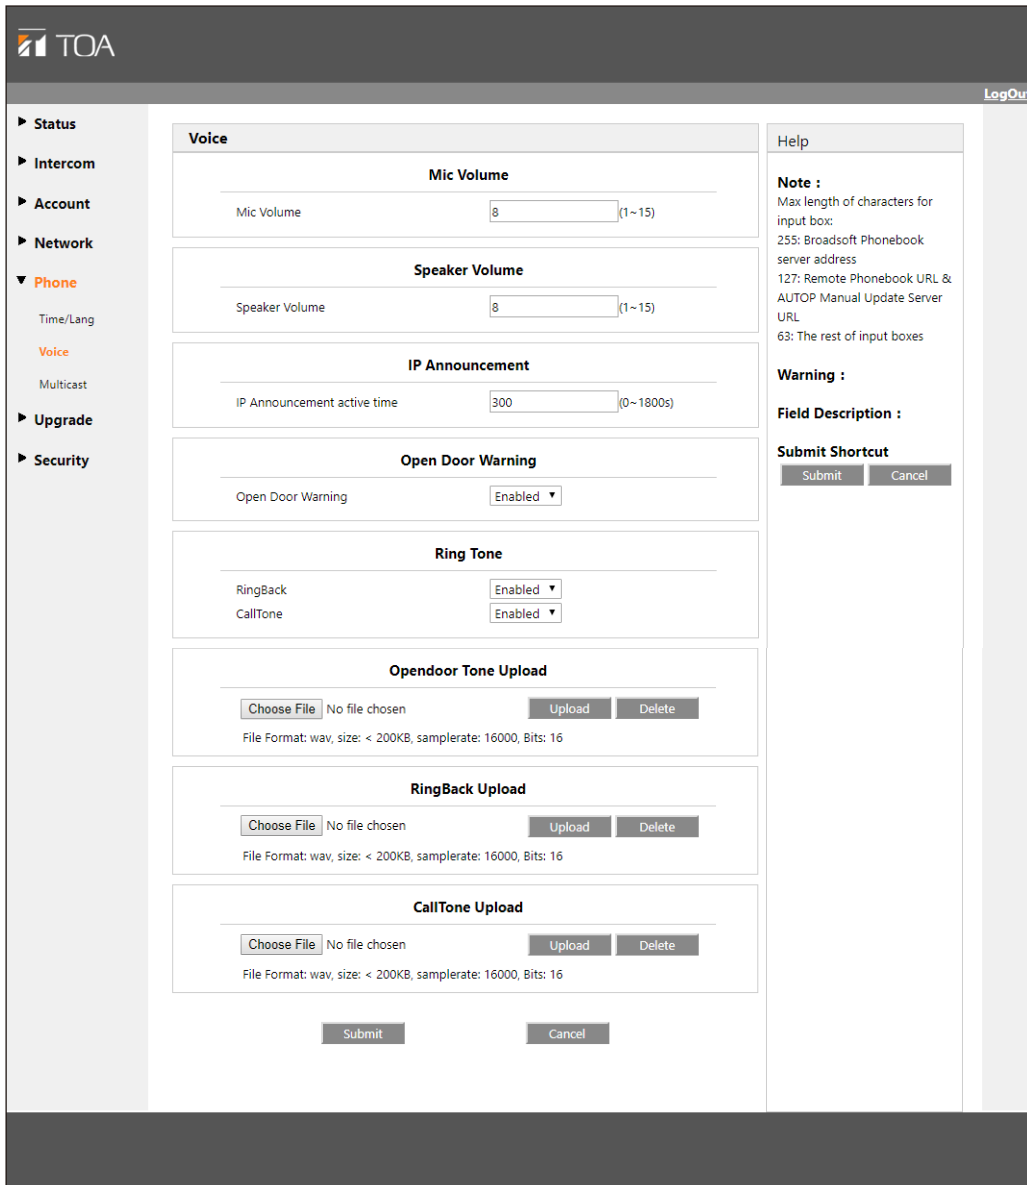 TOA
LogOut
Status
Intercom
Account
Network
Phone
Time/Lang
Voice
Multicast
Upgrade
Security
Voice
Mic Volume
Mic Volume 8 (1~15)
Speaker Volume
Speaker Volume 8 (1~15)
IP Announcement
IP Announcement active time 300 (0~1800s)
Open Door Warning
Open Door Warning Enabled
Ring Tone
RingBack Enabled
CallTone Enabled
Opendoor Tone Upload
Choose File No file chosen Upload Delete
File Format: wav, size: < 200KB, samplerate: 16000, Bits: 16
RingBack Upload
Choose File No file chosen Upload Delete
File Format: wav, size: < 200KB, samplerate: 16000, Bits: 16
CallTone Upload
Choose File No file chosen Upload Delete
File Format: wav, size: < 200KB, samplerate: 16000, Bits: 16
Submit Cancel
Help
Note :
Max length of characters for
input box:
255: Broadsoft Phonebook
server address
127: Remote Phonebook URL &
AUTOP Manual Update Server
URL
63: The rest of input boxes
Warning :
Field Description :
Submit Shortcut
Submit Cancel